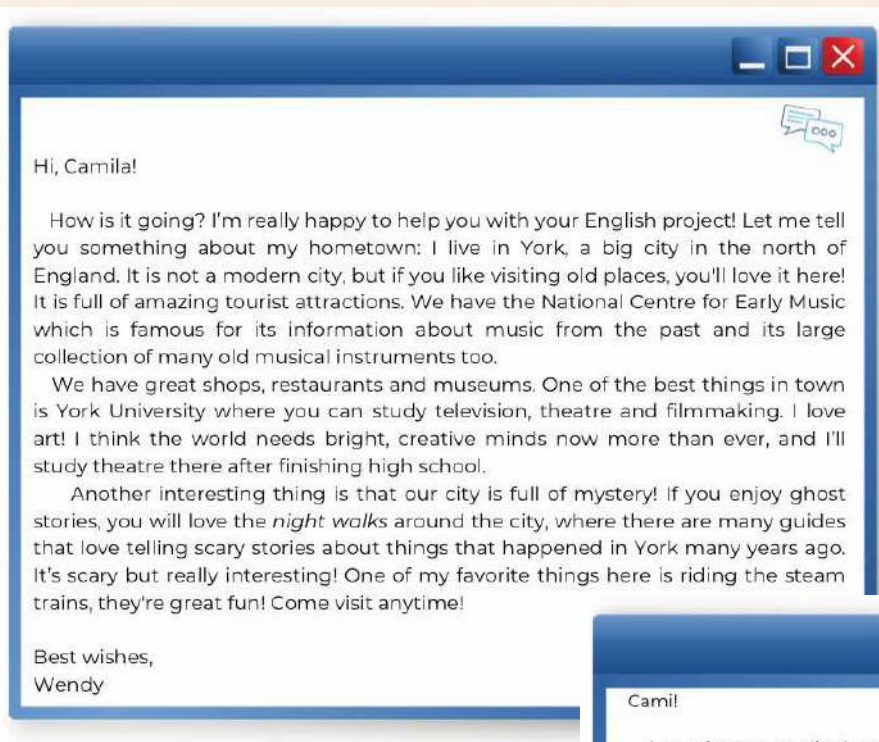 Hi, Camila!
How is it going? I'm really happy to help you with your English project! Let me tell
you something about my hometown: I live in York, a big city in the north of
England. It is not a modern city, but if you like visiting old places, you'll love it here!
It is full of amazing tourist attractions. We have the National Centre for Early Music
which is famous for its information about music from the past and its large
collection of many old musical instruments too.
We have great shops, restaurants and museums. One of the best things in town
is York University where you can study television, theatre and filmmaking. I love
art! I think the world needs bright, creative minds now more than ever, and I'll
study theatre there after finishing high school.
Another interesting thing is that our city is full of mystery! If you enjoy ghost
stories, you will love the night walks around the city, where there are many guides
that love telling scary stories about things that happened in York many years ago.
It's scary but really interesting! One of my favorite things here is riding the steam
trains, they're great fun! Come visit anytime!
Best wishes,
Wendy
Cami!